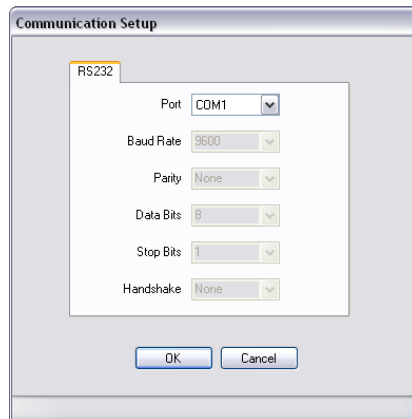 Communication Setup
RS232
Port COM1
Baud Rate 9600
Parity None
Data Bits 8
Stop Bits 1
Handshake None
OK Cancel